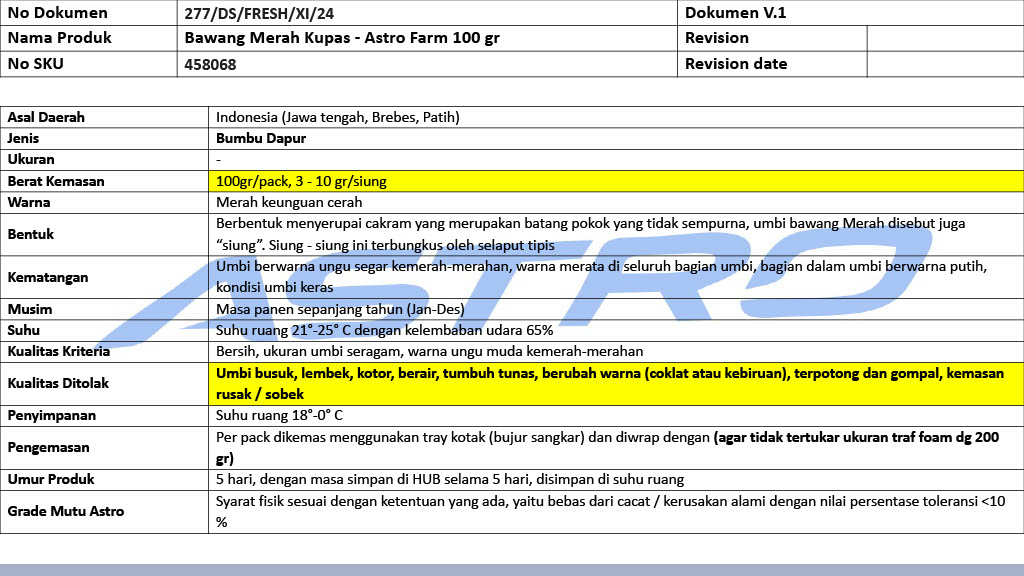 No Dokumen 277/DS/FRESH/XI/24 Dokumen V.1
Nama Produk Bawang Merah Kupas - Astro Farm 100 gr Revision
No SKU 458068 Revision date
Asal Daerah Indonesia (Jawa tengah, Brebes, Patih)
Jenis Bumbu Dapur
Ukuran -
Berat Kemasan 100gr/pack, 3 - 10 gr/siung
Warna Merah keunguan cerah
Bentuk Berbentuk menyerupai cakram yang merupakan batang pokok yang tidak sempurna, umbi bawang Merah disebut juga
“siung”. Siung - siung ini terbungkus oleh selaput tipis
Kematangan Umbi berwarna ungu segar kemerah-merahan, warna merata di seluruh bagian umbi, bagian dalam umbi berwarna putih,
kondisi umbi keras
Musim Masa panen sepanjang tahun (Jan-Des)
Suhu Suhu ruang 21°-25° C dengan kelembaban udara 65%
Kualitas Kriteria Bersih, ukuran umbi seragam, warna ungu muda kemerah-merahan
Kualitas Ditolak Umbi busuk, lembek, kotor, berair, tumbuh tunas, berubah warna (coklat atau kebiruan), terpotong dan gompal, kemasan
rusak / sobek
Penyimpanan Suhu ruang 18°-0° C
Pengemasan Per pack dikemas menggunakan tray kotak (bujur sangkar) dan diwrap dengan (agar tidak tertukar ukuran traf foam dg 200
gr)
Umur Produk 5 hari, dengan masa simpan di HUB selama 5 hari, disimpan di suhu ruang
Grade Mutu Astro Syarat fisik sesuai dengan ketentuan yang ada, yaitu bebas dari cacat / kerusakan alami dengan nilai persentase toleransi <10
%
ASTRO